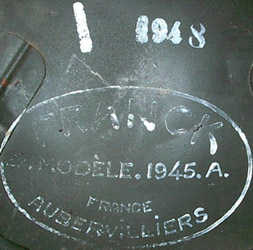 1948
FRANCK
MODÈLE.1945.A.
FRANCE
AUBERVILLIERS